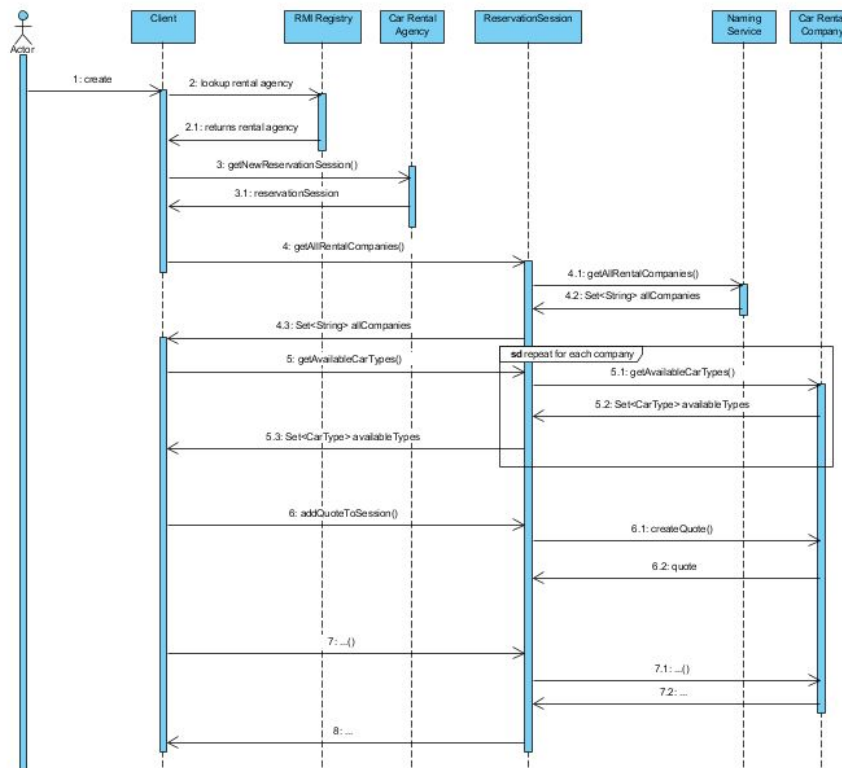 Client
RMI Registry
Car Rental
Agency
ReservationSession
Naming
Service
Car Rental
Company
Actor
1: create
2: lookup rental agency
2.1: returns rental agency
3: getNewReservationSession()
3.1: reservationSession
4: getAllRentalCompanies()
4.1: getAllRentalCompanies()
4.2: Set<String> allCompanies
4.3: Set<String> allCompanies
sd repeat for each company
5: getAvailableCarTypes()
5.1: getAvailableCarTypes()
5.2: Set<CarType> availableTypes
5.3: Set<CarType> availableTypes
6: addQuoteToSession()
6.1: createQuote()
6.2: quote
7: ...()
7.1: ...()
7.2: ...
8: ...